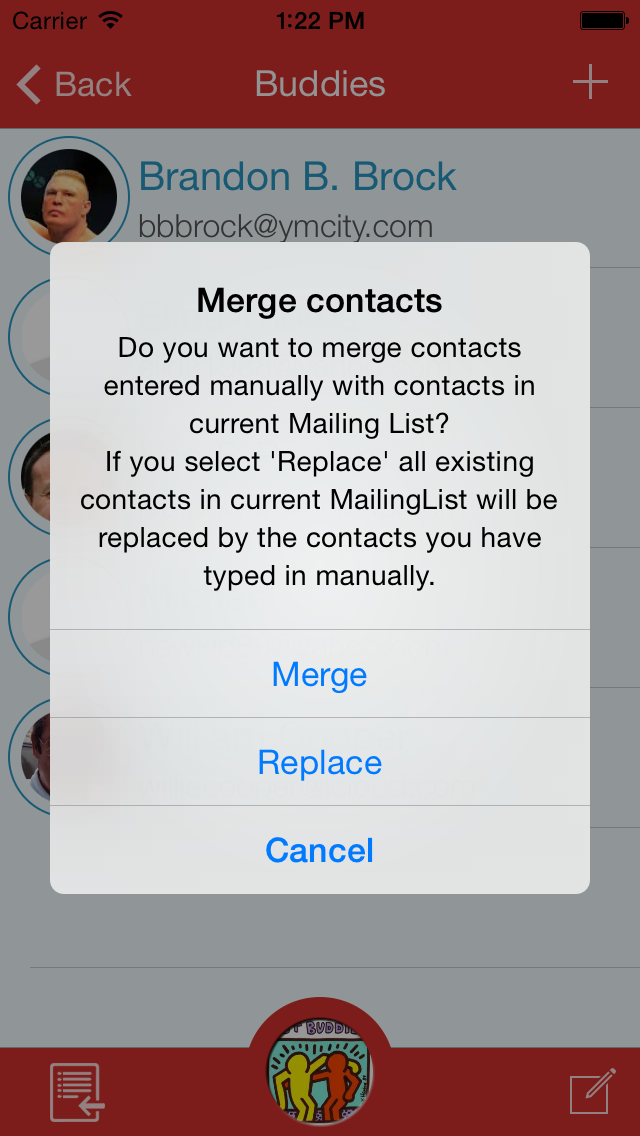 Carrier 1:22 PM
Back Buddies
Brandon B. Brock
bbbrock@ymcity.com
Merge contacts
Do you want to merge contacts
entered manually with contacts in
current Mailing List?
If you select 'Replace' all existing
contacts in current MailingList will be
replaced by the contacts you have
typed in manually.
Merge
Replace
Cancel
BUDDIE